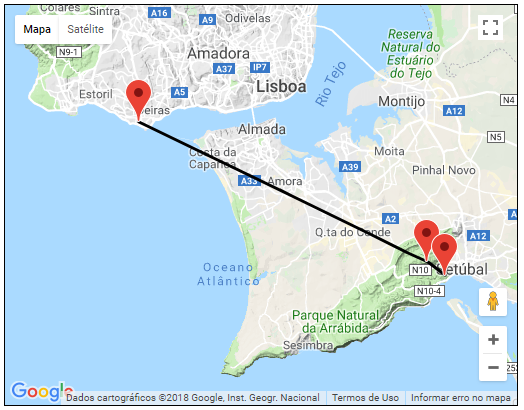 Colares
Sintra
A16
A9
Odivelas
Mapa
Satélite
N9-1
Amadora
A37
IP7
Reserva
Natural do
Estuário
do Tejo
Estoril
A5
Lisboa
Rio Tejo
Montijo
N4
A12
Almada
N5
Costa da
Caparica
A39
Moita
A33
Amora
Pinhal Novo
A2
Q.ta do Conde
A12
Oceano
Atlântico
N10
N10-4
Parque Natural
da Arrábida
Sesimbra
Google
Dados cartográficos ©2018 Google, Inst. Geogr. Nacional
Termos de Uso
Informar erro no mapa